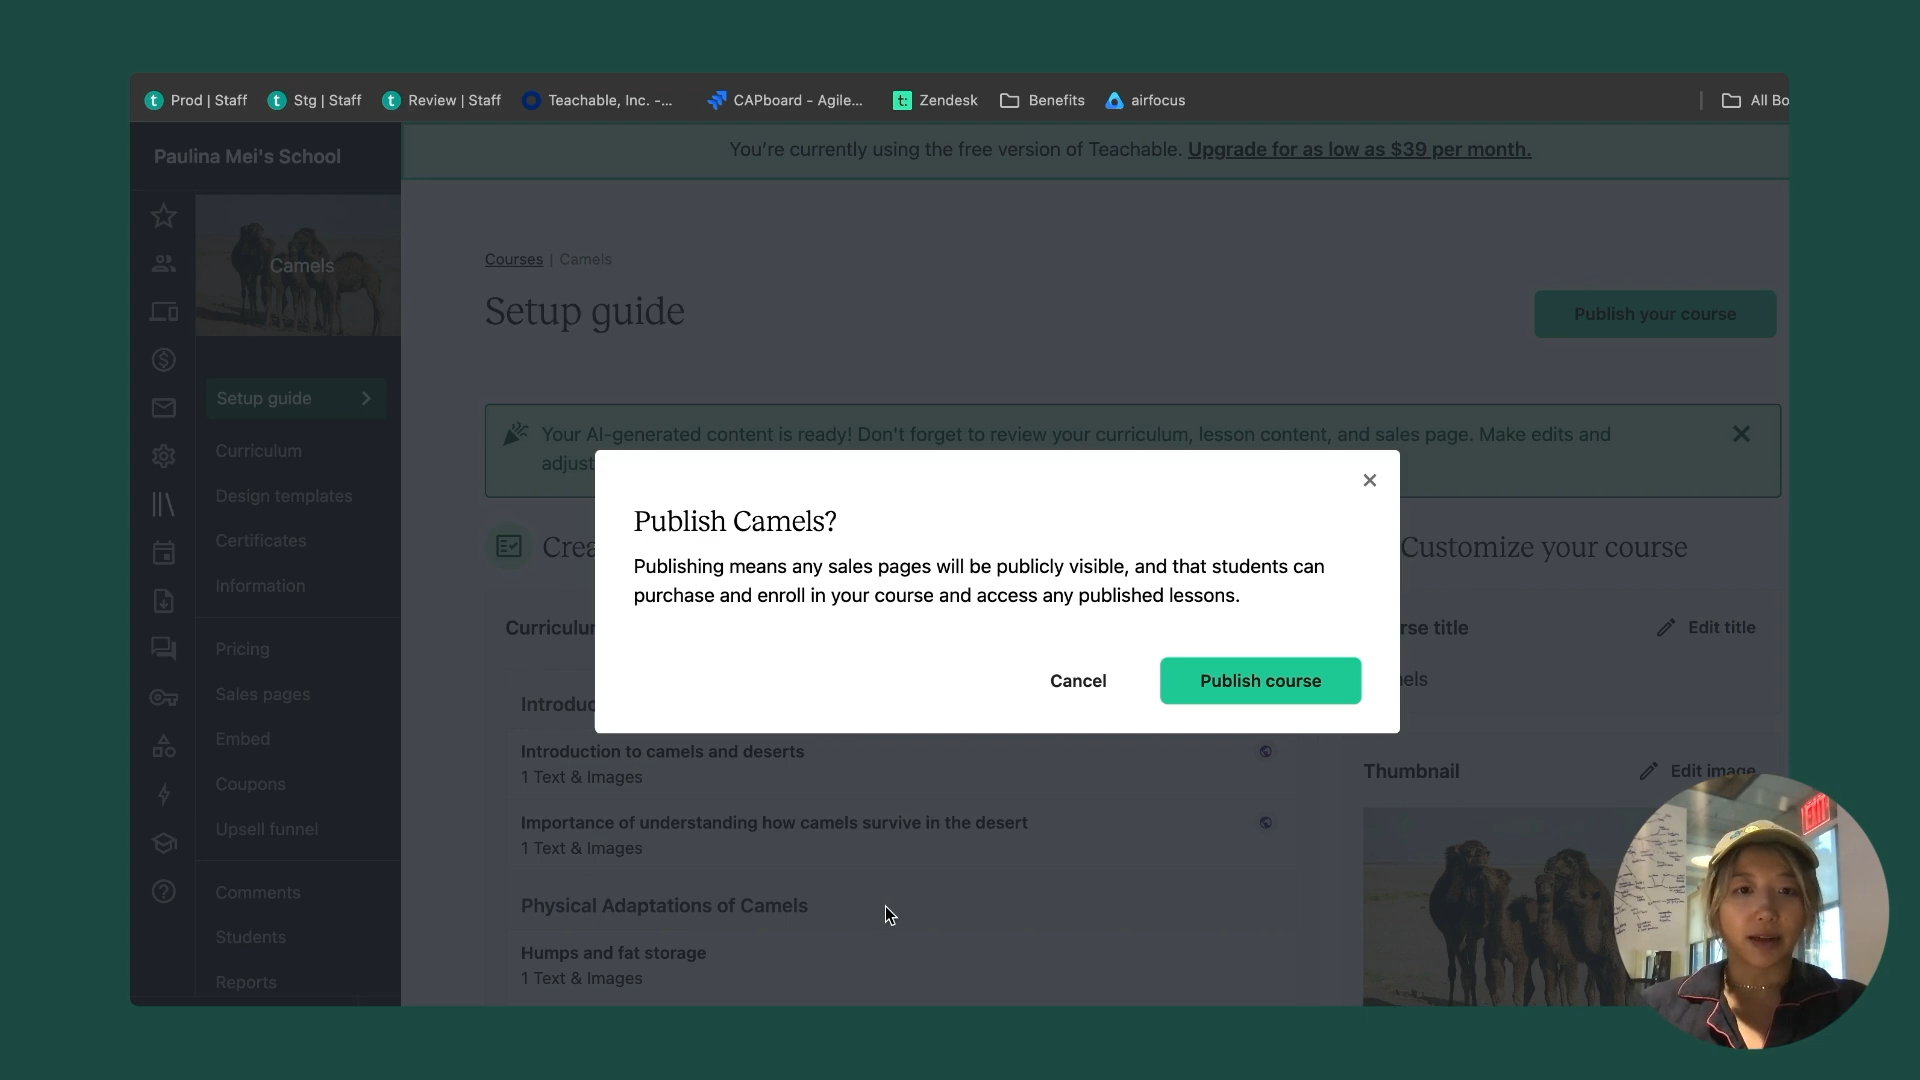 Prod | Staff
Stg | Staff
Review | Staff
Teachable, Inc. -...
CAPboard - Agile...
t: Zendesk
Benefits
airfocus
All Bo
Paulina Mei's School
You're currently using the free version of Teachable. Upgrade for as low as $39 per month.
Camels
Setup guide
Curriculum
Design templates
Certificates
Information
Pricing
Sales pages
Embed
Coupons
Upsell funnel
Comments
Students
Reports
Courses | Camels
Setup guide
Publish your course
Your AI-generated content is ready! Don't forget to review your curriculum, lesson content, and sales page. Make edits and
adjust
Publish Camels?
Publishing means any sales pages will be publicly visible, and that students can
purchase and enroll in your course and access any published lessons.
Cancel
Publish course
Crea
Curriculu
Introduc
Introduction to camels and deserts
1 Text & Images
Importance of understanding how camels survive in the desert
1 Text & Images
Physical Adaptations of Camels
Humps and fat storage
1 Text & Images
Customize your course
rse title
Edit title
els
Thumbnail
Edit image
EXIT